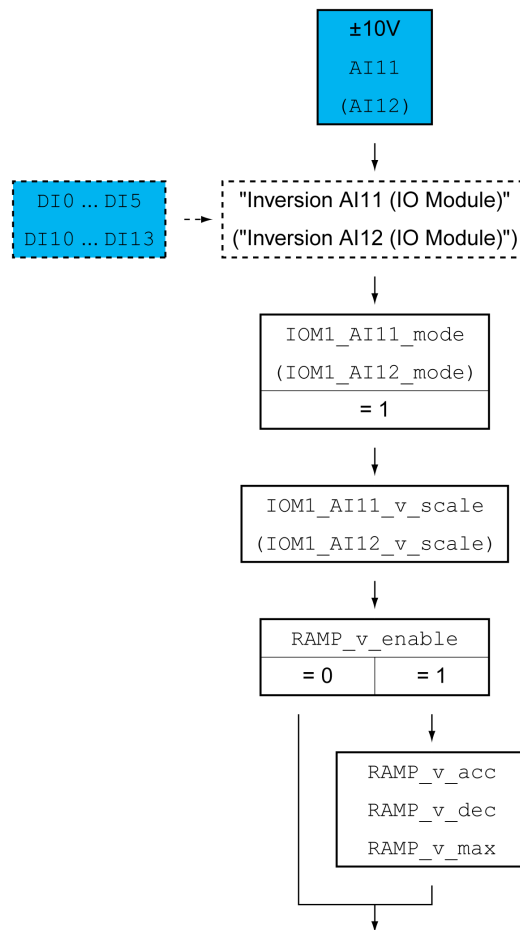 ±10V
AI11
(AI12)
DI0 ... DI5
DI10 ... DI13
"Inversion AI11 (IO Module)"
("Inversion AI12 (IO Module)")
IOM1_AI11_mode
(IOM1_AI12_mode)
= 1
IOM1_AI11_v_scale
(IOM1_AI12_v_scale)
RAMP_v_enable
= 0
= 1
RAMP_v_acc
RAMP_v_dec
RAMP_v_max